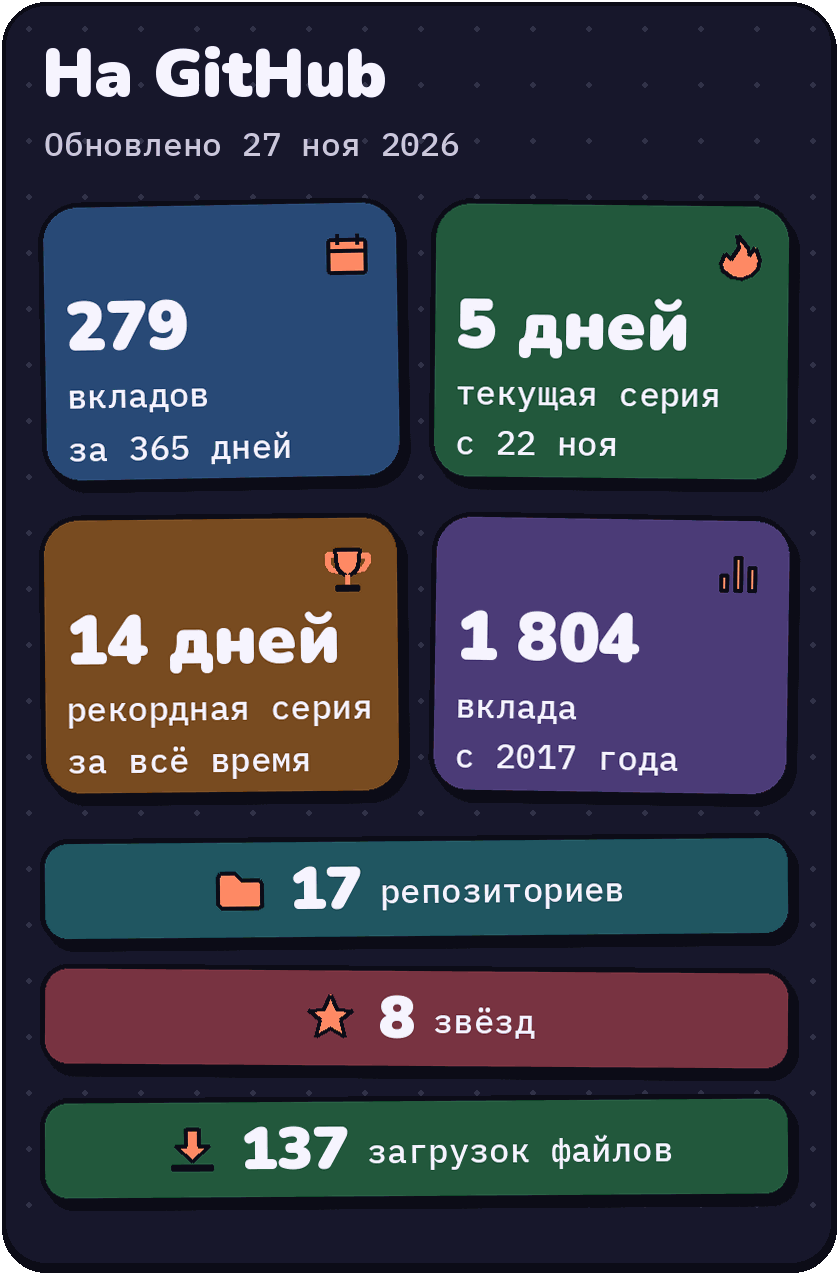 На GitHub
Обновлено 27 ноя 2026
279
вкладов
за 365 дней
5 дней
текущая серия
с 22 ноя
14 дней
рекордная серия
за всё время
1 804
вклада
с 2017 года
17 репозиториев
8 звёзд
137 загрузок файлов